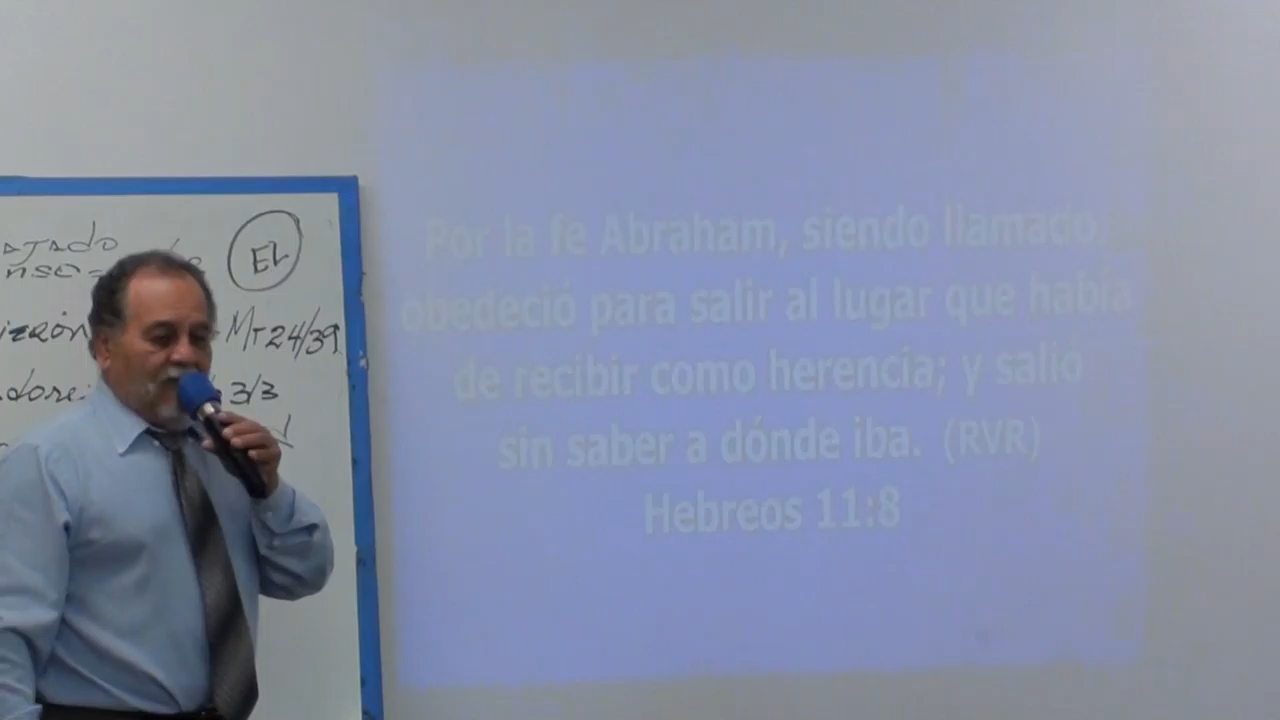 EL
Mr 24/39
3/3
Por la fe Abraham, siendo llamado,
obedeció para salir al lugar que había
de recibir como herencia; y salió
sin saber a dónde iba. (RVR)
Hebreos 11:8